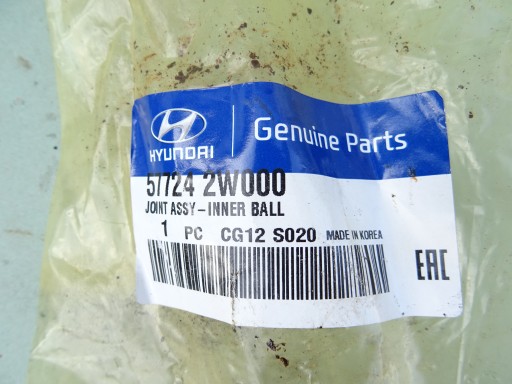 HYUNDAI
Genuine Parts
57724 2W000
JOINT ASSY-INNER BALL
1 PC CG12 S020 MADE IN KOREA
EAC